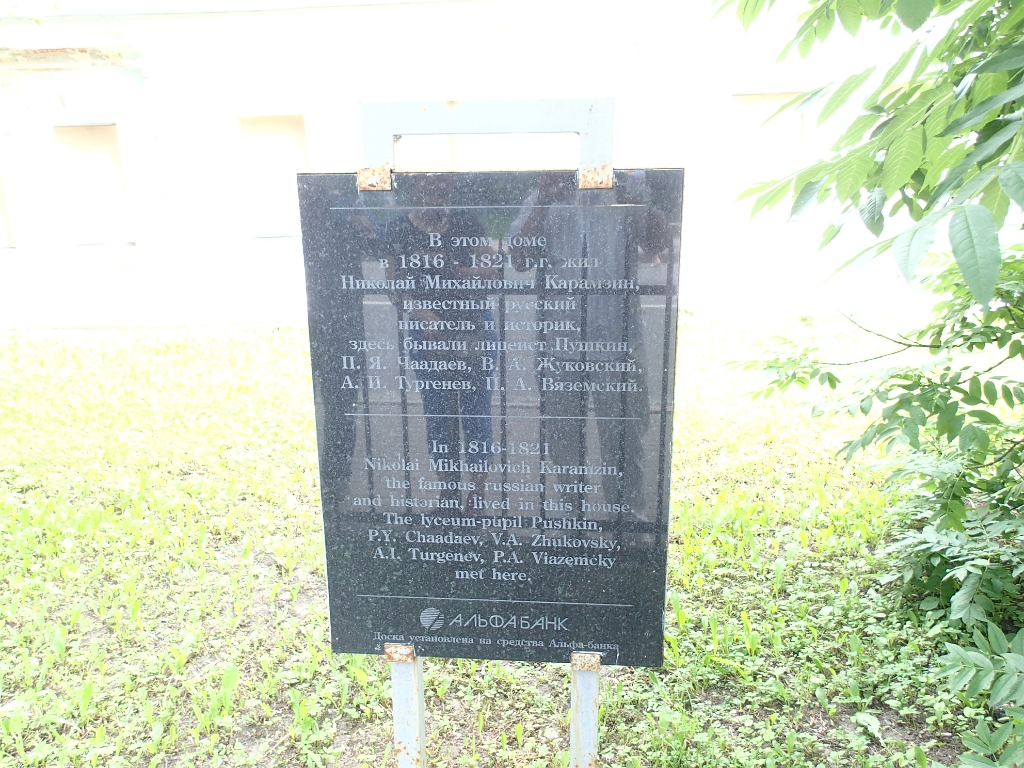 В этом доме
в 1816 - 1821 г.г. жил
Николай Михайлович Карамзин,
известный русский
писатель и историк,
здесь бывали лицеист Пушкин,
П. Я. Чаадаев, В. А. Жуковский,
А. И. Тургенев, П. А. Вяземский.
In 1816-1821
Nikolai Mikhailovich Karamzin,
the famous russian writer
and historian, lived in this house.
The lyceum-pupil Pushkin,
P.Y. Chaadaev, V.A. Zhukovsky,
A.I. Turgenev, P.A. Viazemcky
met here.
АЛЬФА·БАНК
Доска установлена на средства Альфа-банка